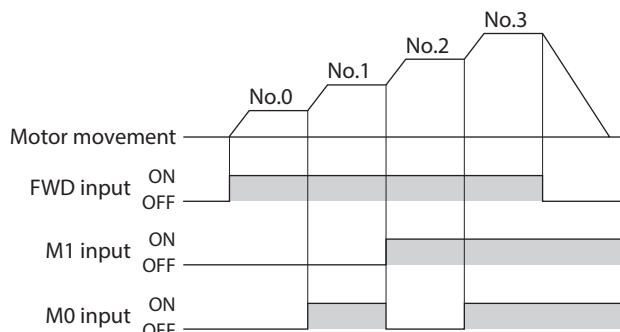 No.3
No.2
No.1
No.0
Motor movement
FWD input ON
OFF
M1 input ON
OFF
M0 input ON
OFF